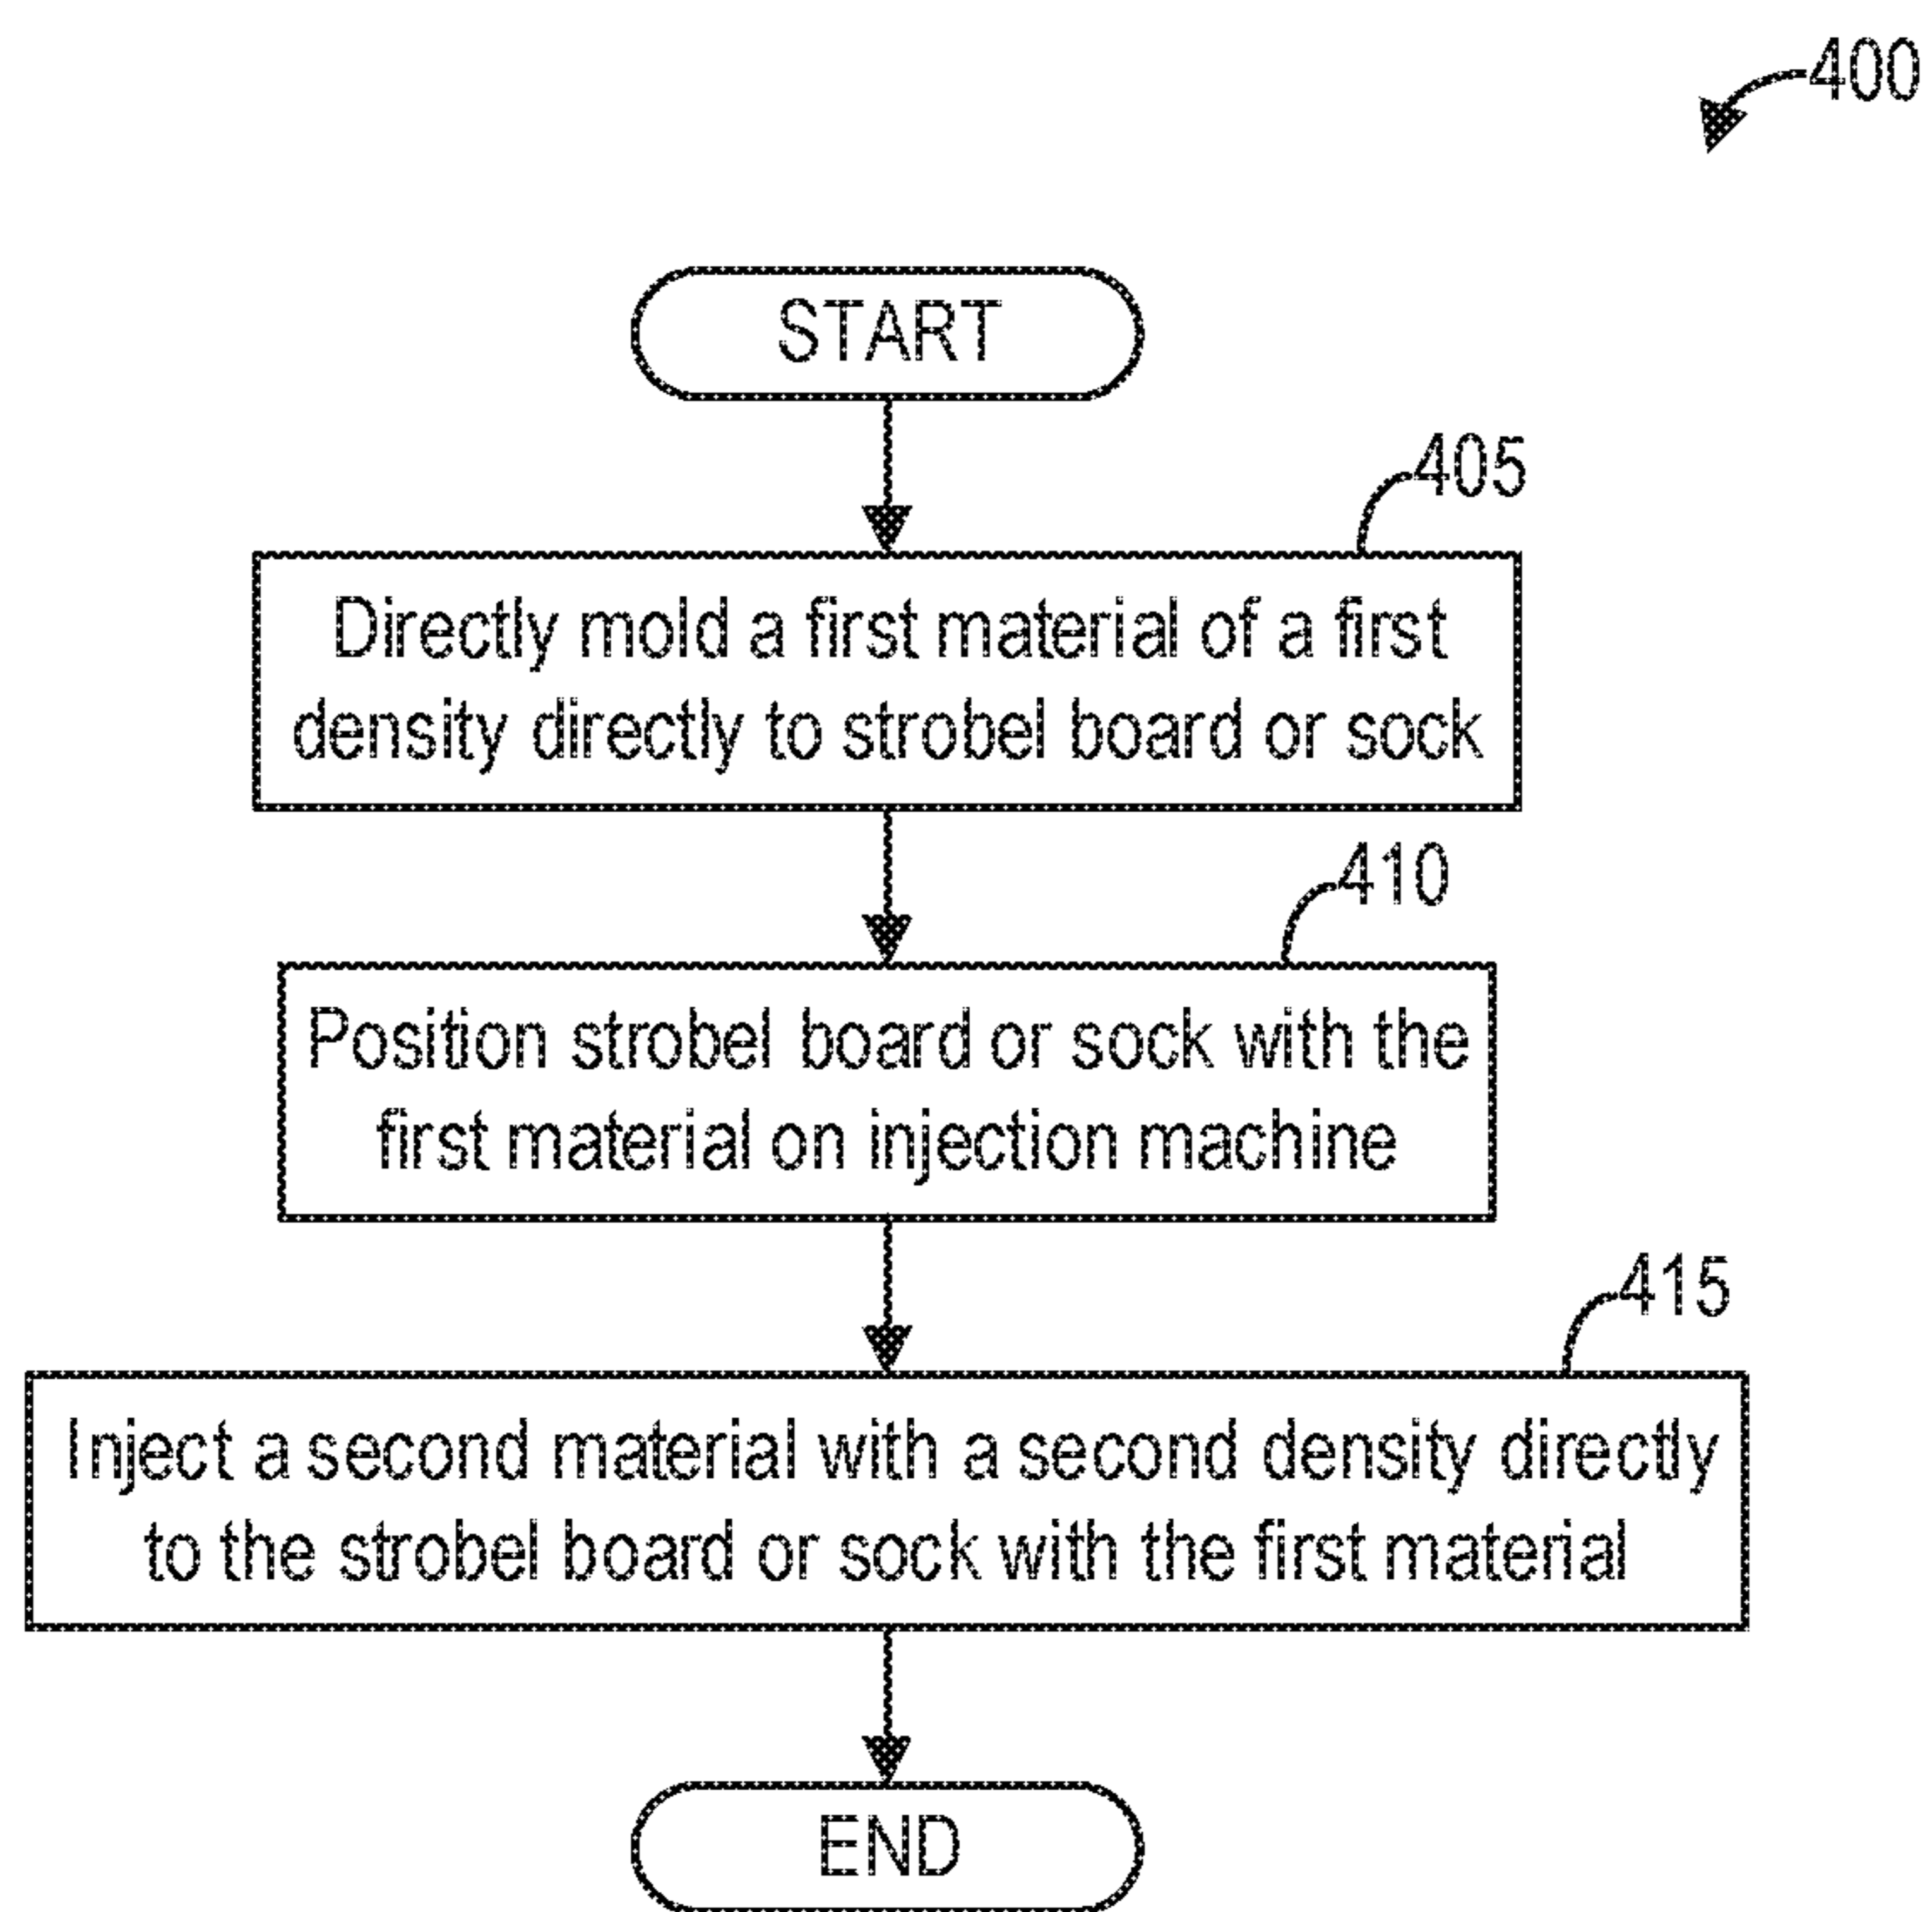 400
START
405
Directly mold a first material of a first
density directly to strobel board or sock
410
Position strobel board or sock with the
first material on injection machine
415
Inject a second material with a second density directly
to the strobel board or sock with the first material
END